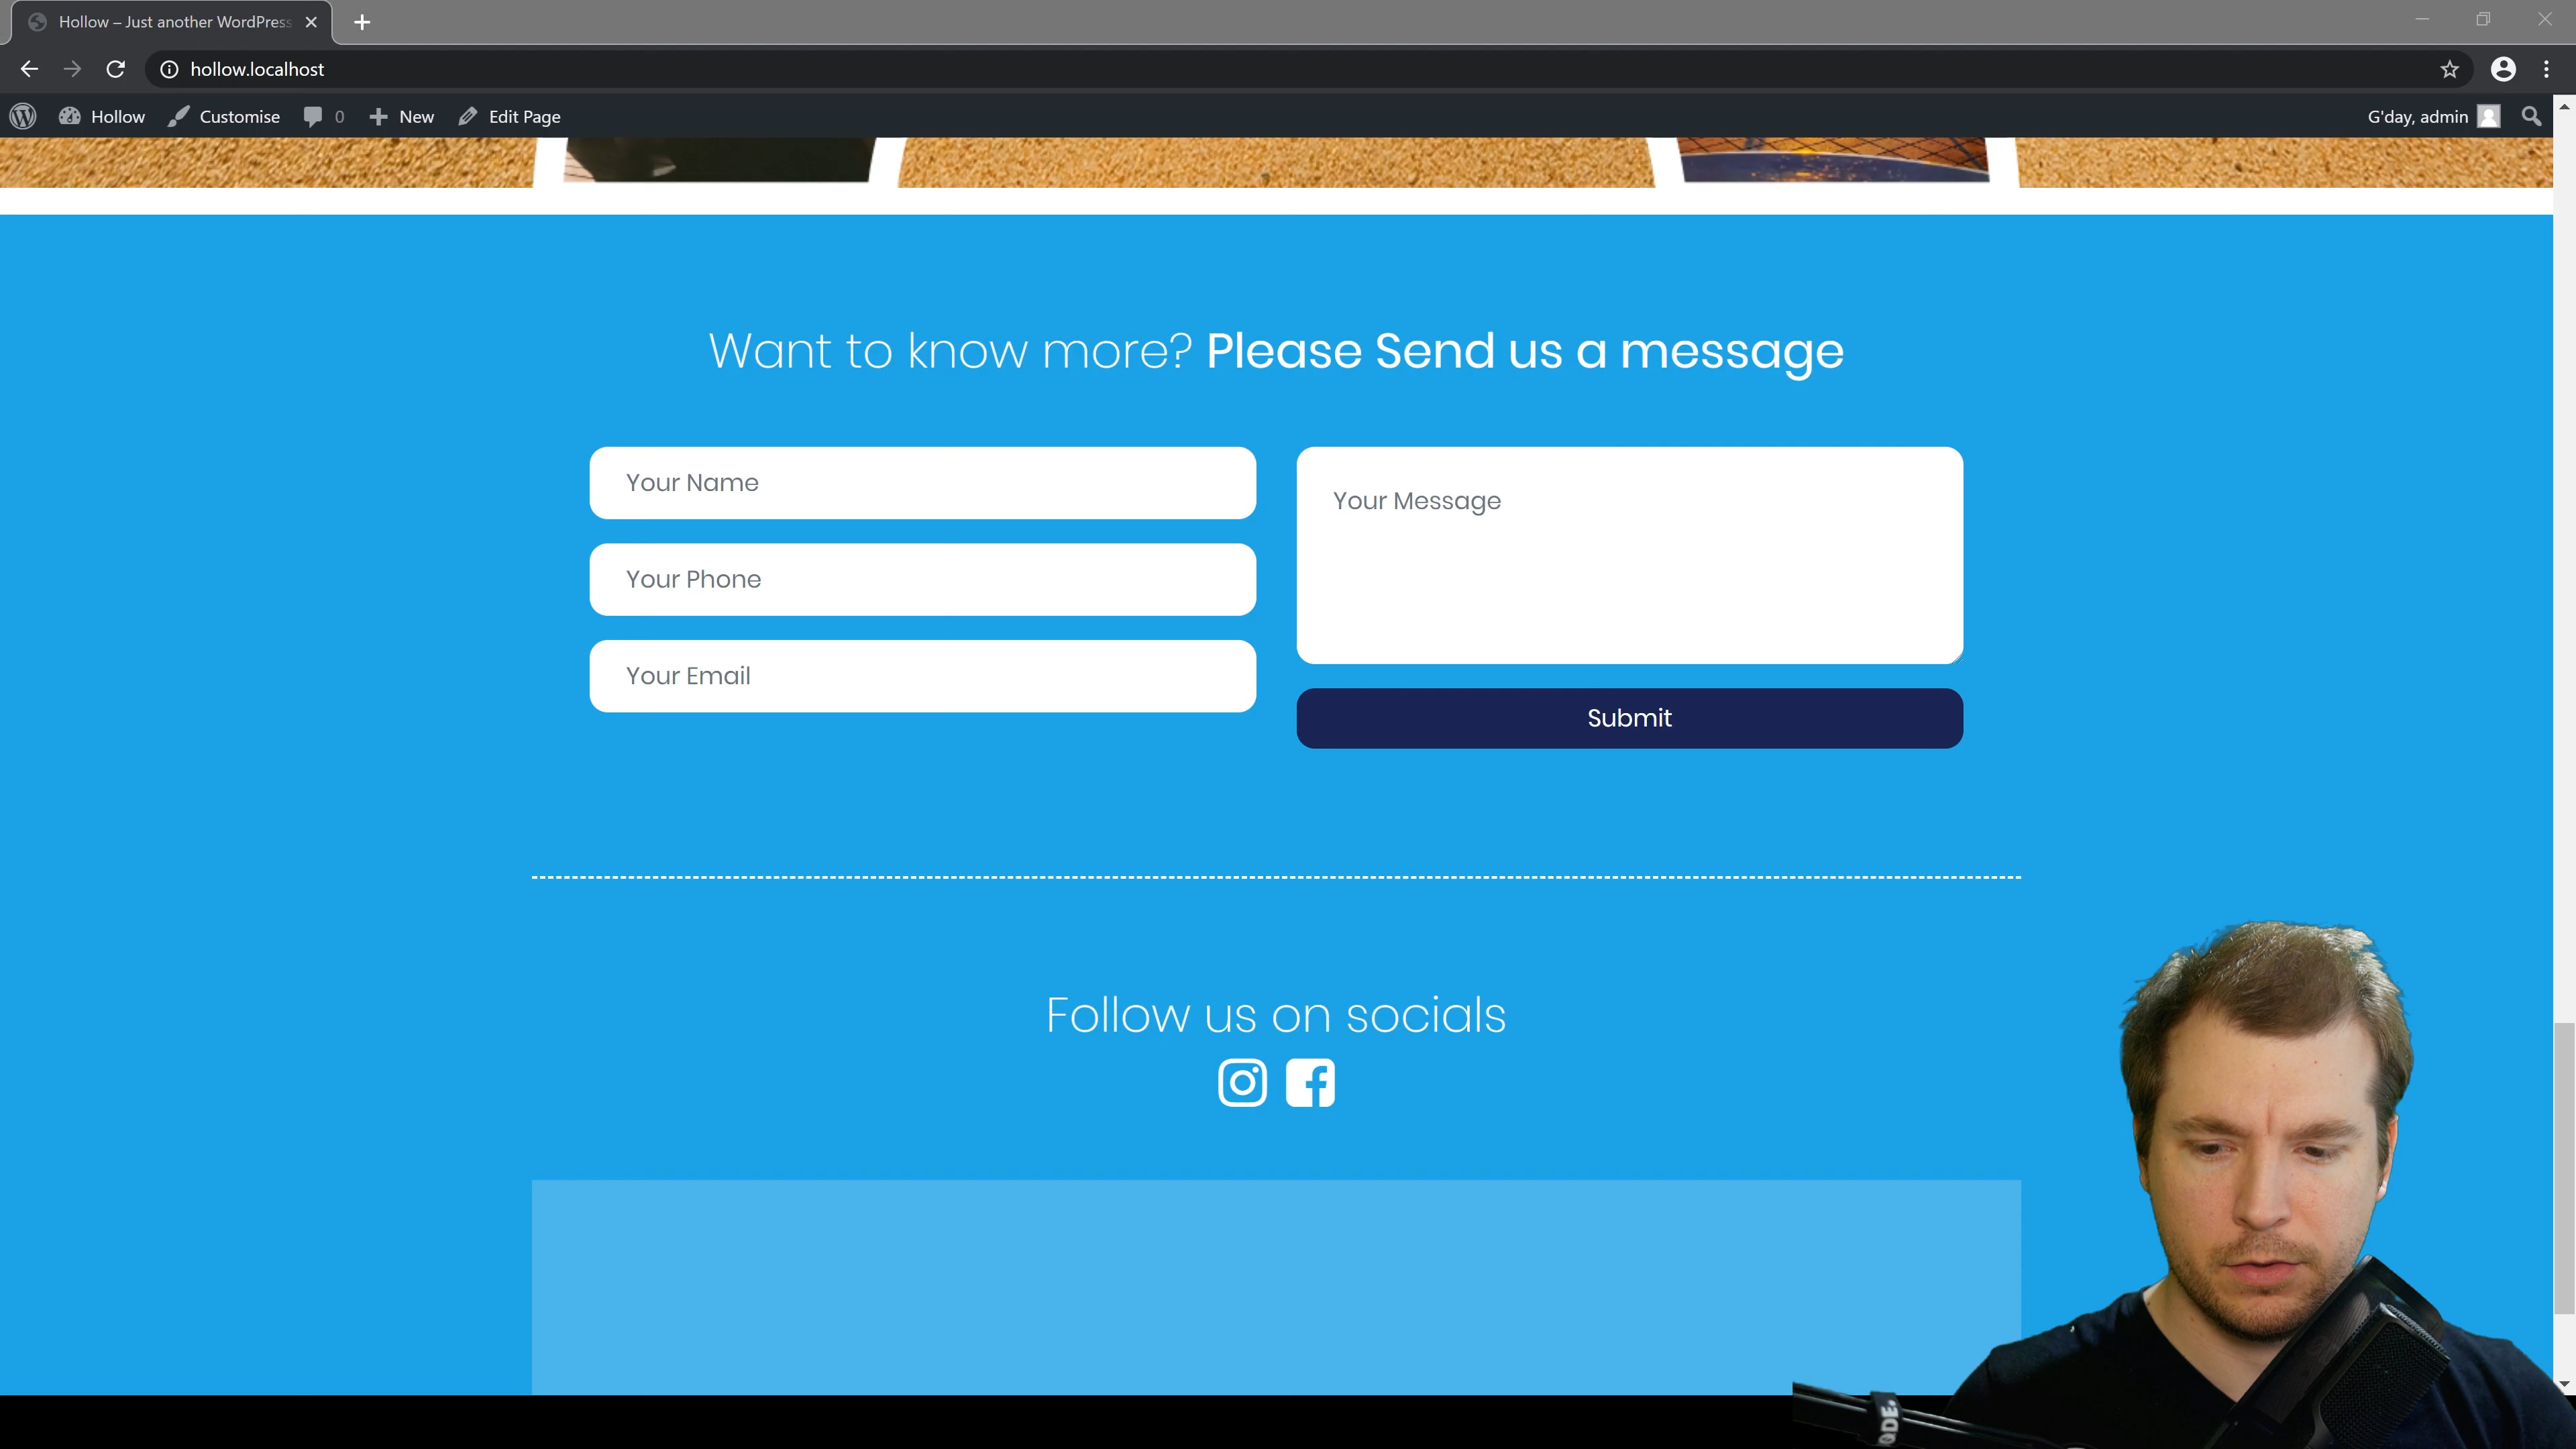 Hollow – Just another WordPress
hollow.localhost
Hollow Customise 0 New Edit Page G'day, admin
Want to know more? Please Send us a message
Your Name
Your Message
Your Phone
Your Email
Submit
Follow us on socials